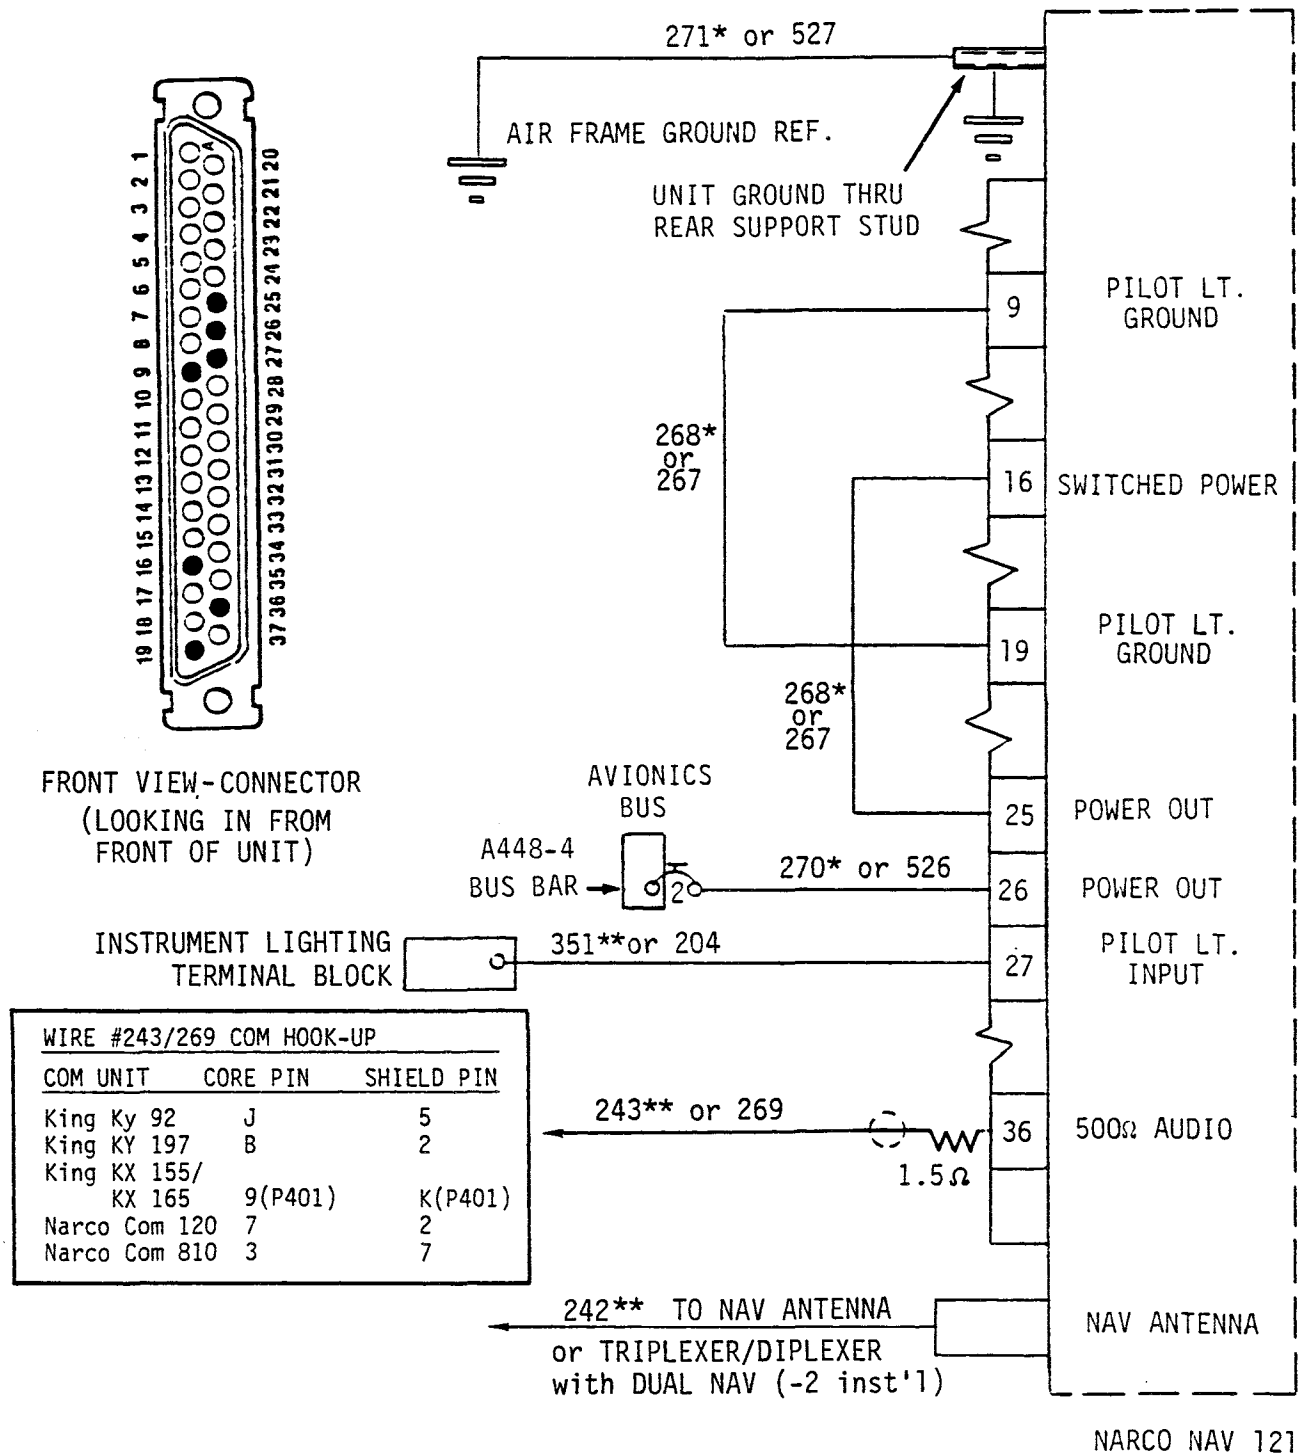 271* or 527
AIR FRAME GROUND REF.
UNIT GROUND THRU
REAR SUPPORT STUD
A
1 2 3 4 5 6 7 8 9 10 11 12 13 14 15 16 17 18 19
20 21 22 23 24 25 26 27 28 29 30 31 32 33 34 35 36 37
FRONT VIEW-CONNECTOR
(LOOKING IN FROM
FRONT OF UNIT)
9
PILOT LT.
GROUND
268*
or
267
16
SWITCHED POWER
19
PILOT LT.
GROUND
268*
or
267
25
POWER OUT
AVIONICS
BUS
A448-4
BUS BAR
2
270* or 526
26
POWER OUT
INSTRUMENT LIGHTING
TERMINAL BLOCK
351**or 204
27
PILOT LT.
INPUT
WIRE #243/269 COM HOOK-UP
COM UNIT CORE PIN SHIELD PIN
King Ky 92 J 5
King KY 197 B 2
King KX 155/
KX 165 9(P401) K(P401)
Narco Com 120 7 2
Narco Com 810 3 7
243** or 269
1.5Ω
36
500Ω AUDIO
242** TO NAV ANTENNA
or TRIPLEXER/DIPLEXER
with DUAL NAV (-2 inst'l)
NAV ANTENNA
NARCO NAV 121